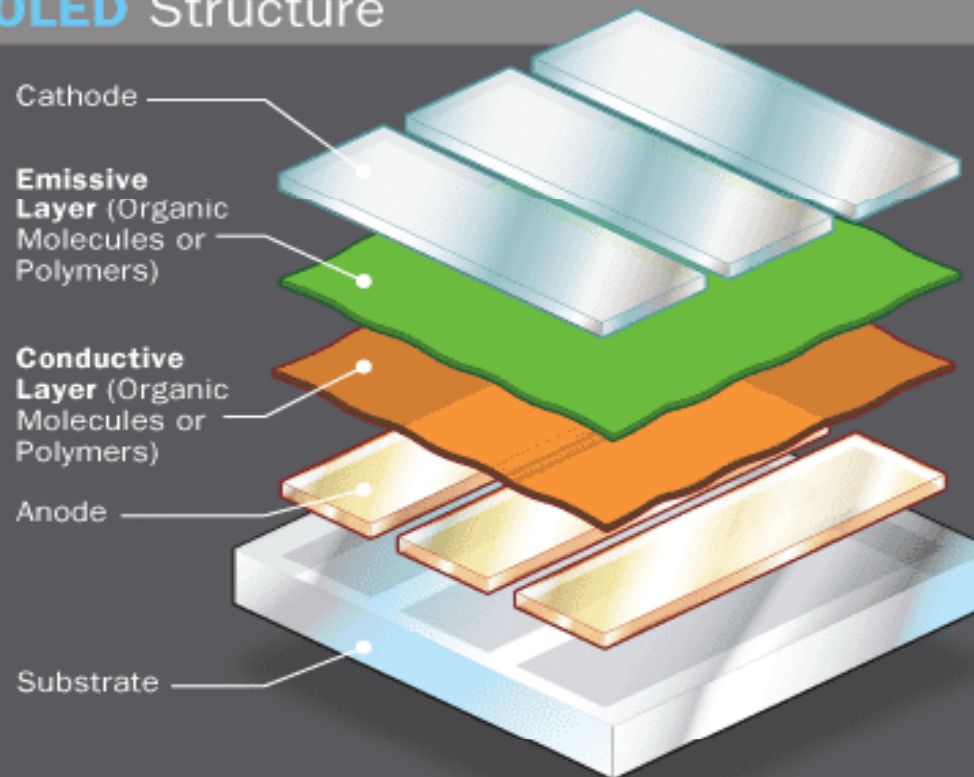 OLED Structure
Cathode
Emissive
Layer (Organic
Molecules or
Polymers)
Conductive
Layer (Organic
Molecules or
Polymers)
Anode
Substrate